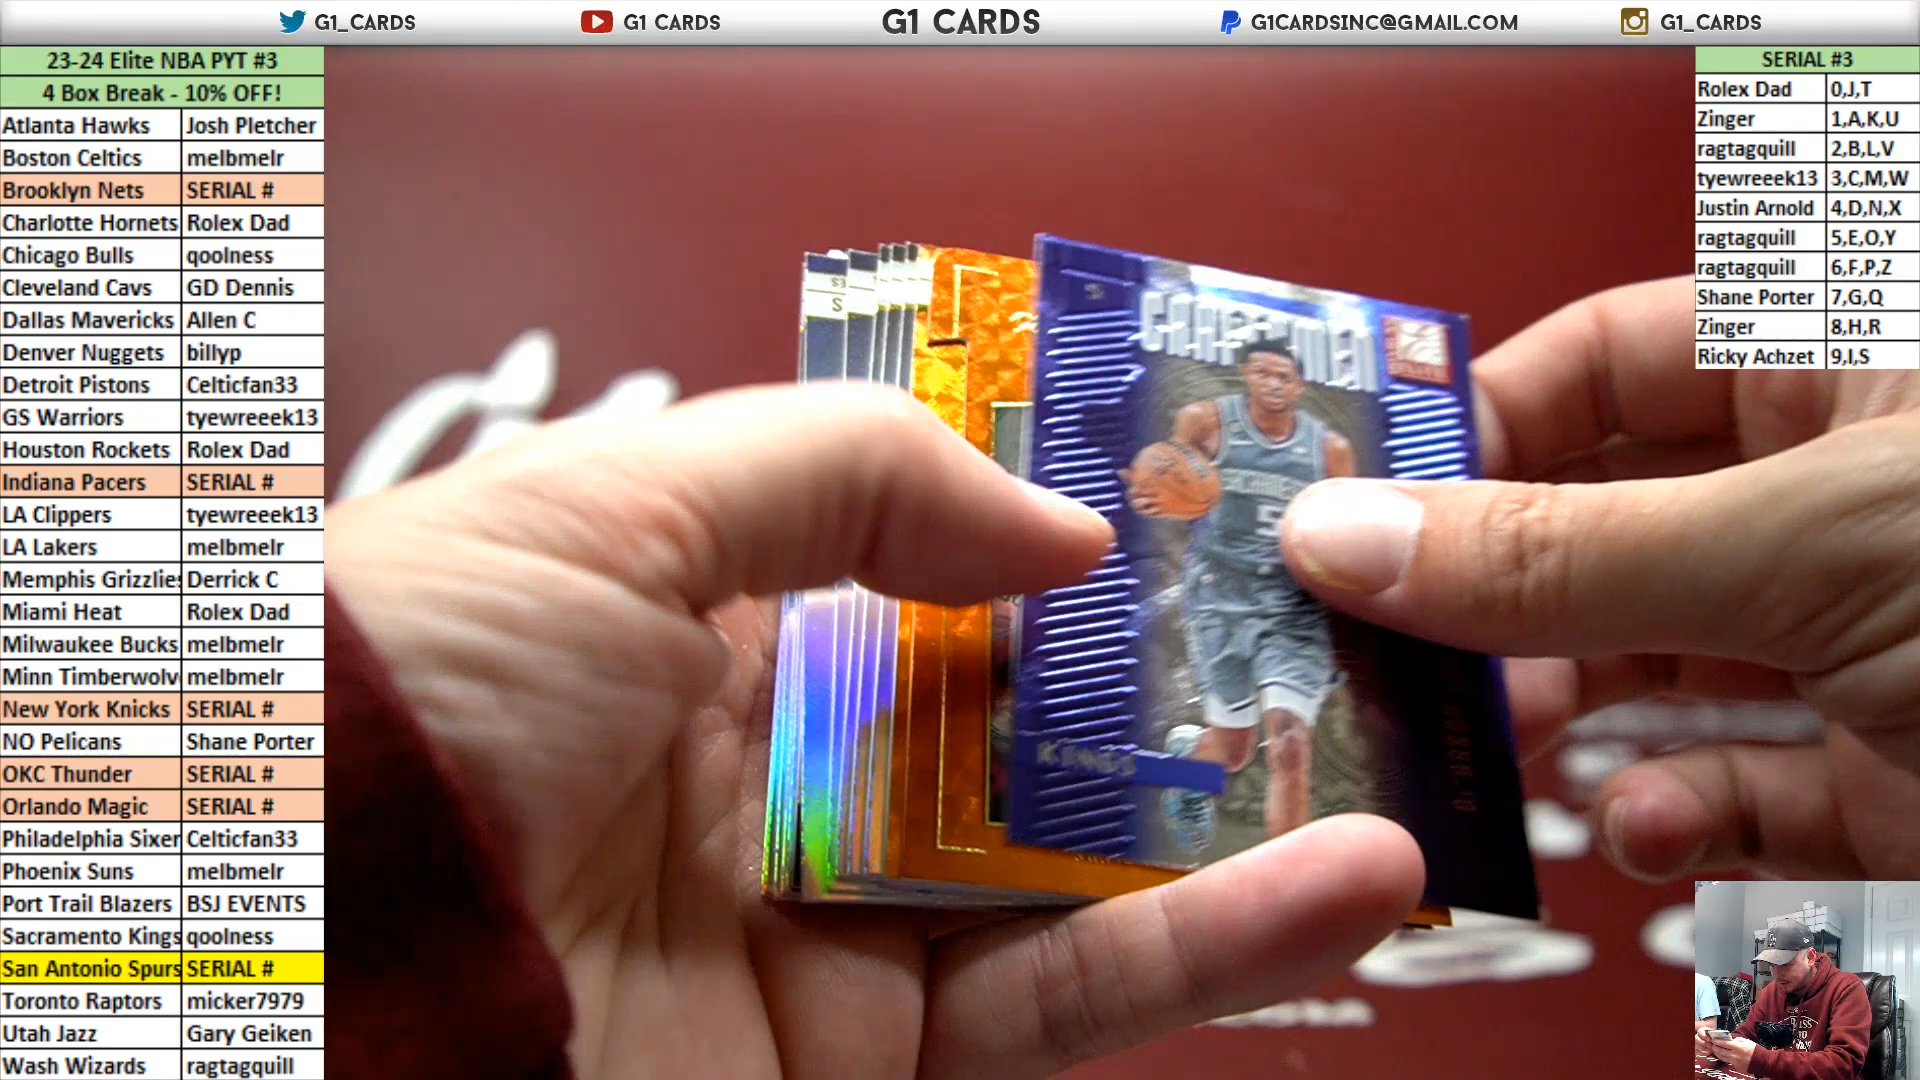 G1_CARDS G1 CARDS G1 CARDS G1CARDSINC@GMAIL.COM G1_CARDS
23-24 Elite NBA PYT #3
4 Box Break - 10% OFF!
Atlanta Hawks Josh Pletcher
Boston Celtics melbmelr
Brooklyn Nets SERIAL #
Charlotte Hornets Rolex Dad
Chicago Bulls qoolness
Cleveland Cavs GD Dennis
Dallas Mavericks Allen C
Denver Nuggets billyp
Detroit Pistons Celticfan33
GS Warriors tyewreeek13
Houston Rockets Rolex Dad
Indiana Pacers SERIAL #
LA Clippers tyewreeek13
LA Lakers melbmelr
Memphis Grizzlies Derrick C
Miami Heat Rolex Dad
Milwaukee Bucks melbmelr
Minn Timberwolv melbmelr
New York Knicks SERIAL #
NO Pelicans Shane Porter
OKC Thunder SERIAL #
Orlando Magic SERIAL #
Philadelphia Sixer Celticfan33
Phoenix Suns melbmelr
Port Trail Blazers BSJ EVENTS
Sacramento Kings qoolness
San Antonio Spurs SERIAL #
Toronto Raptors micker7979
Utah Jazz Gary Geiken
Wash Wizards ragtagquill
SERIAL #3
Rolex Dad 0,J,T
Zinger 1,A,K,U
ragtagquill 2,B,L,V
tyewreeek13 3,C,M,W
Justin Arnold 4,D,N,X
ragtagquill 5,E,O,Y
ragtagquill 6,F,P,Z
Shane Porter 7,G,Q
Zinger 8,H,R
Ricky Achzet 9,I,S
5
KINGS